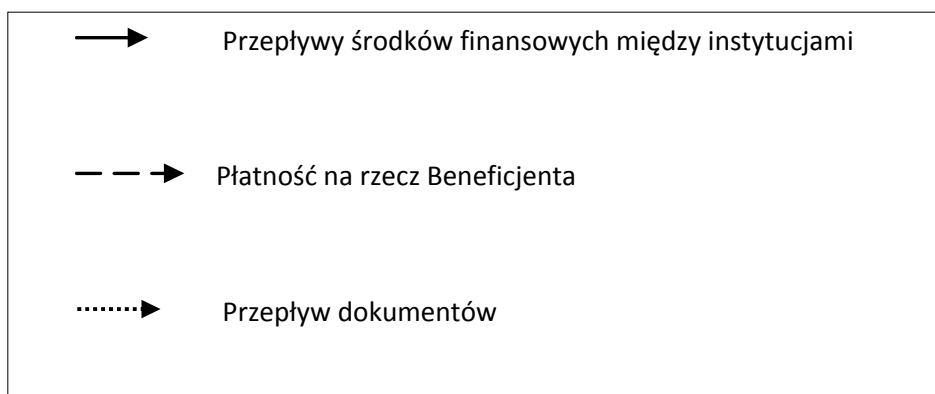 Przepływy środków finansowych między instytucjami
Płatność na rzecz Beneficjenta
Przepływ dokumentów